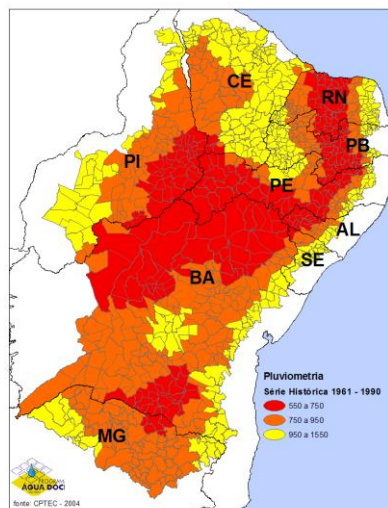 CE
RN
PB
PI
PE
AL
SE
BA
MG
Pluviometria
Série Histórica 1961 - 1990
550 a 750
750 a 950
950 a 1550
PROGRAMA
ÁGUA DOCE
fonte: CPTEC - 2004